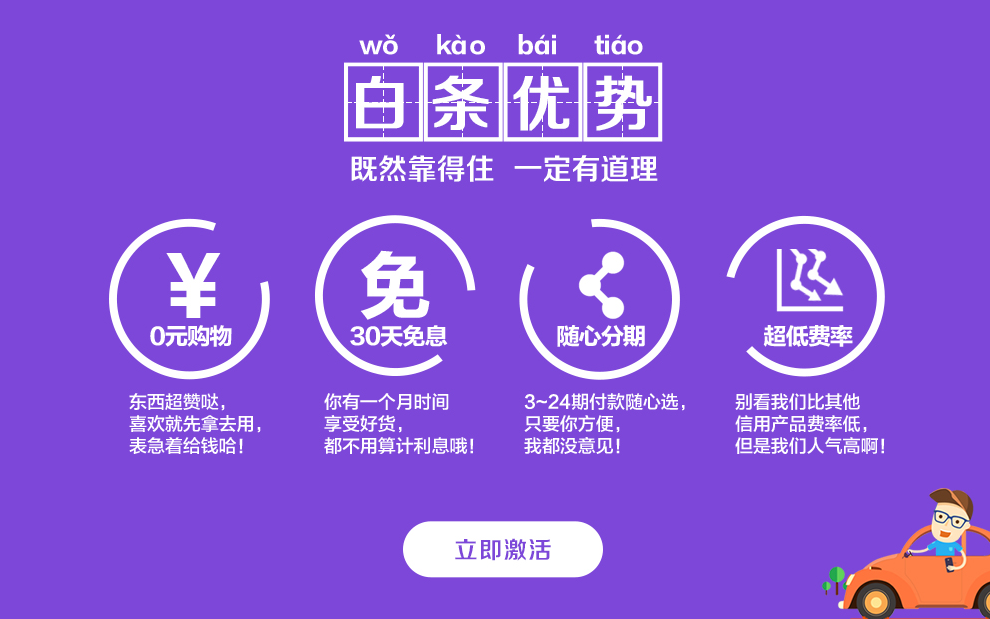 wǒ kào bái tiáo
白条优势
既然靠得住 一定有道理
¥
0元购物
免
30天免息
随心分期
超低费率
东西超赞哒，
喜欢就先拿去用，
表急着给钱哈！
你有一个月时间
享受好货，
都不用算计利息哦！
3~24期付款随心选，
只要你方便，
我都没意见！
别看我们比其他
信用产品费率低，
但是我们人气高啊！
立即激活